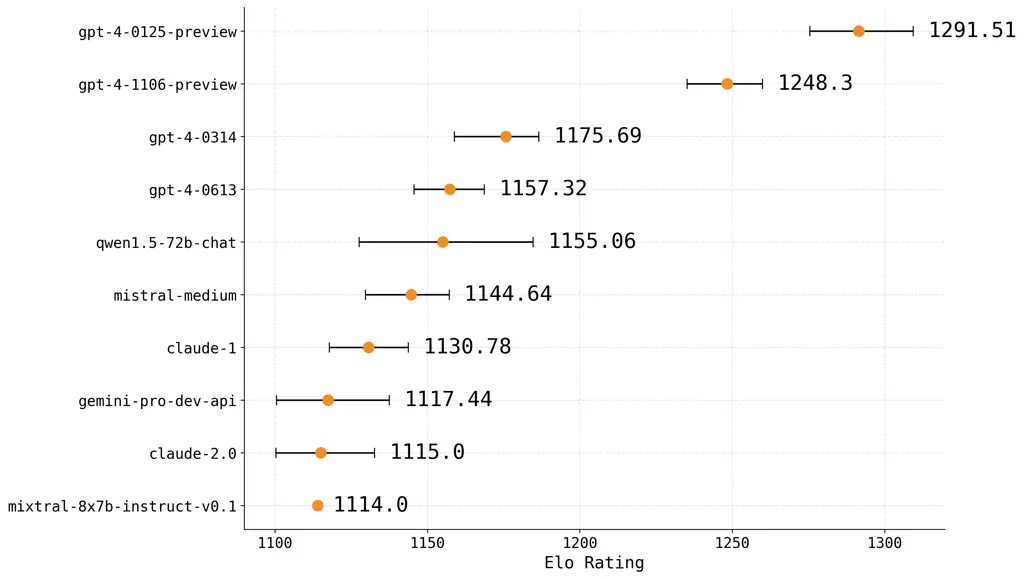 gpt-4-0125-preview 1291.51
gpt-4-1106-preview 1248.3
gpt-4-0314 1175.69
gpt-4-0613 1157.32
qwen1.5-72b-chat 1155.06
mistral-medium 1144.64
claude-1 1130.78
gemini-pro-dev-api 1117.44
claude-2.0 1115.0
mixtral-8x7b-instruct-v0.1 1114.0
1100 1150 1200 1250 1300
Elo Rating